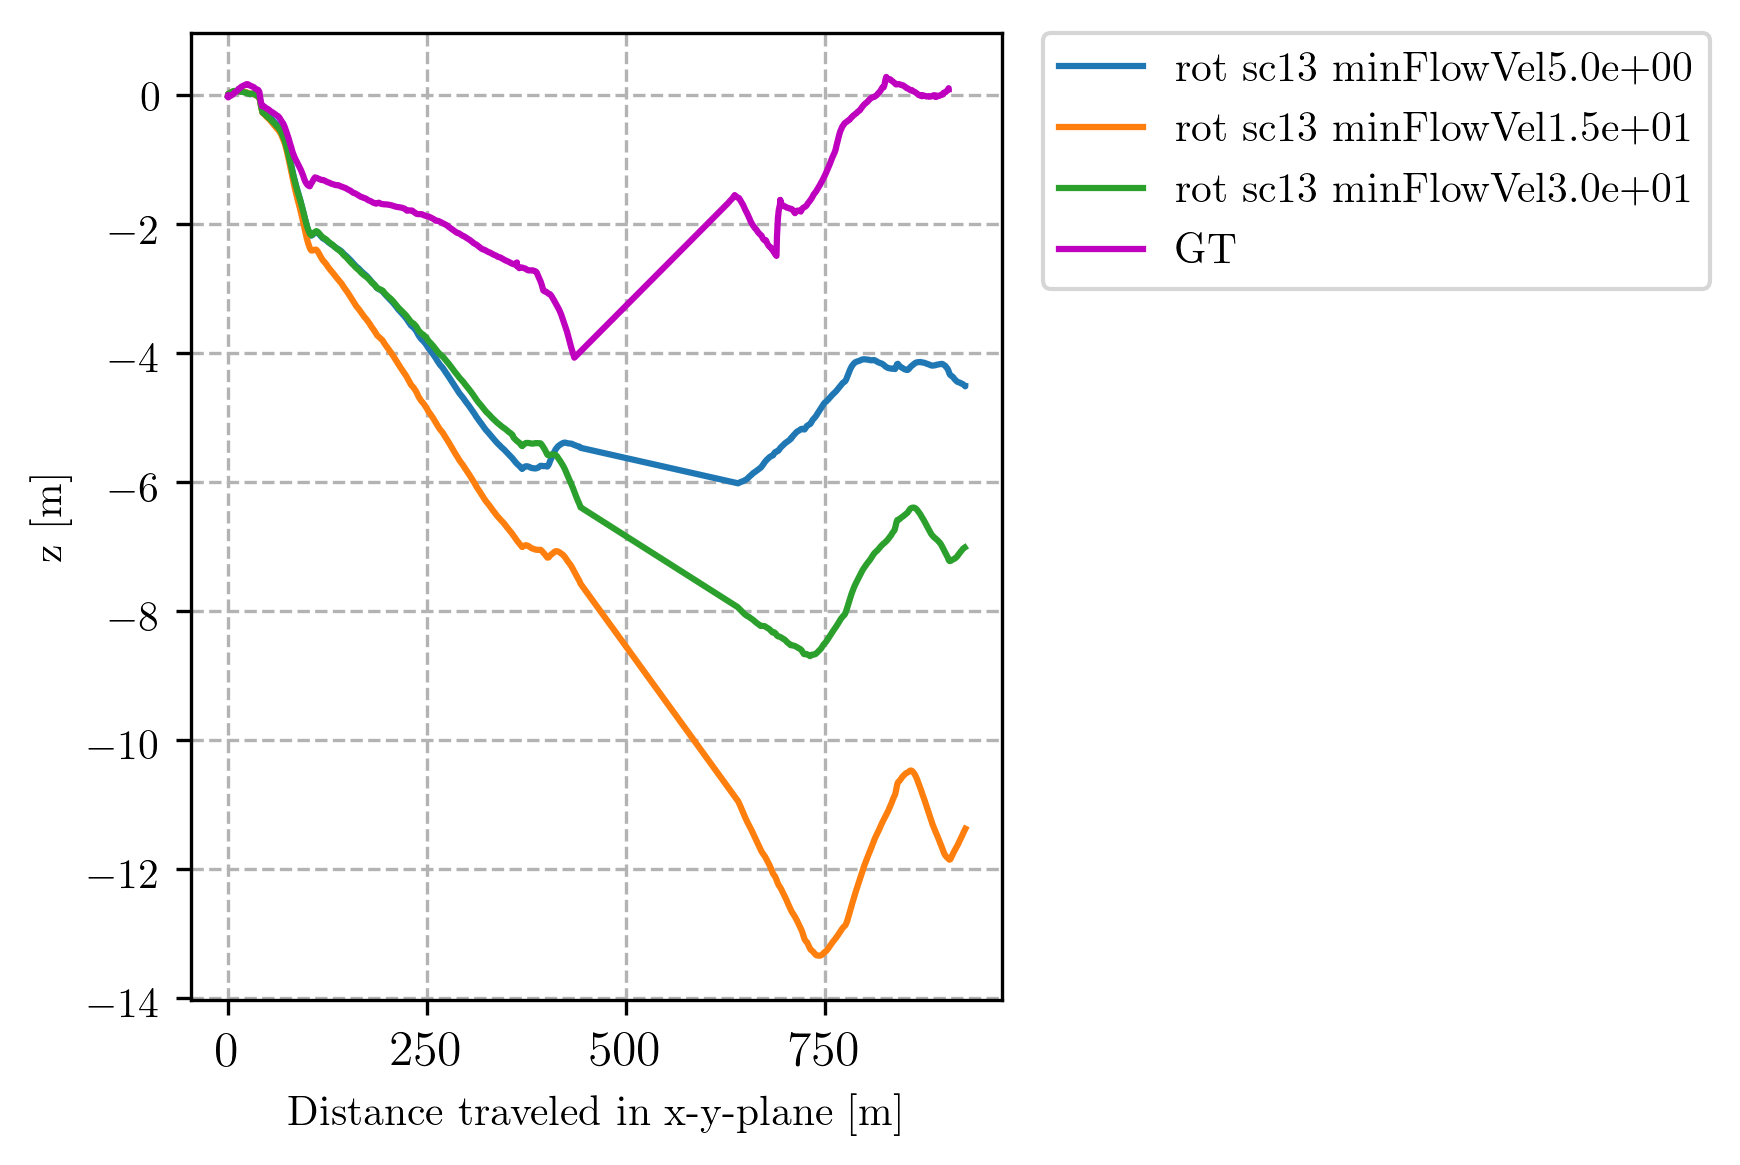 0
−2
−4
−6
−8
−10
−12
−14
z [m]
0 250 500 750
Distance traveled in x-y-plane [m]
rot sc13 minFlowVel5.0e+00
rot sc13 minFlowVel1.5e+01
rot sc13 minFlowVel3.0e+01
GT